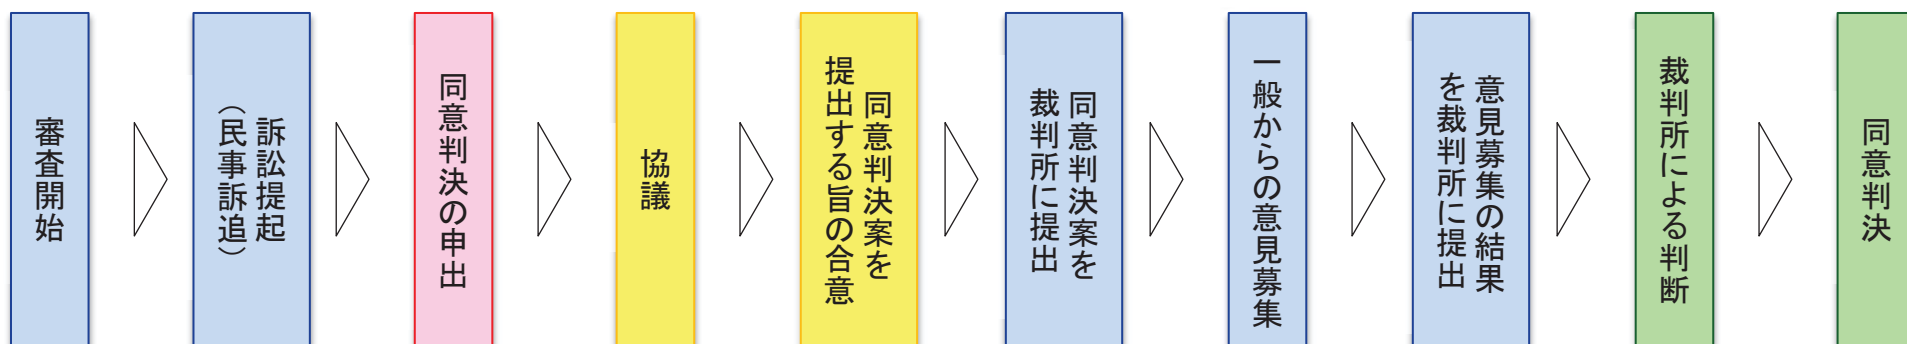 審査開始
訴訟提起
（民事訴追）
同意判決の申出
協議
同意判決案を
提出する旨の合意
同意判決案を
裁判所に提出
一般からの意見募集
意見募集の結果
を裁判所に提出
裁判所による判断
同意判決